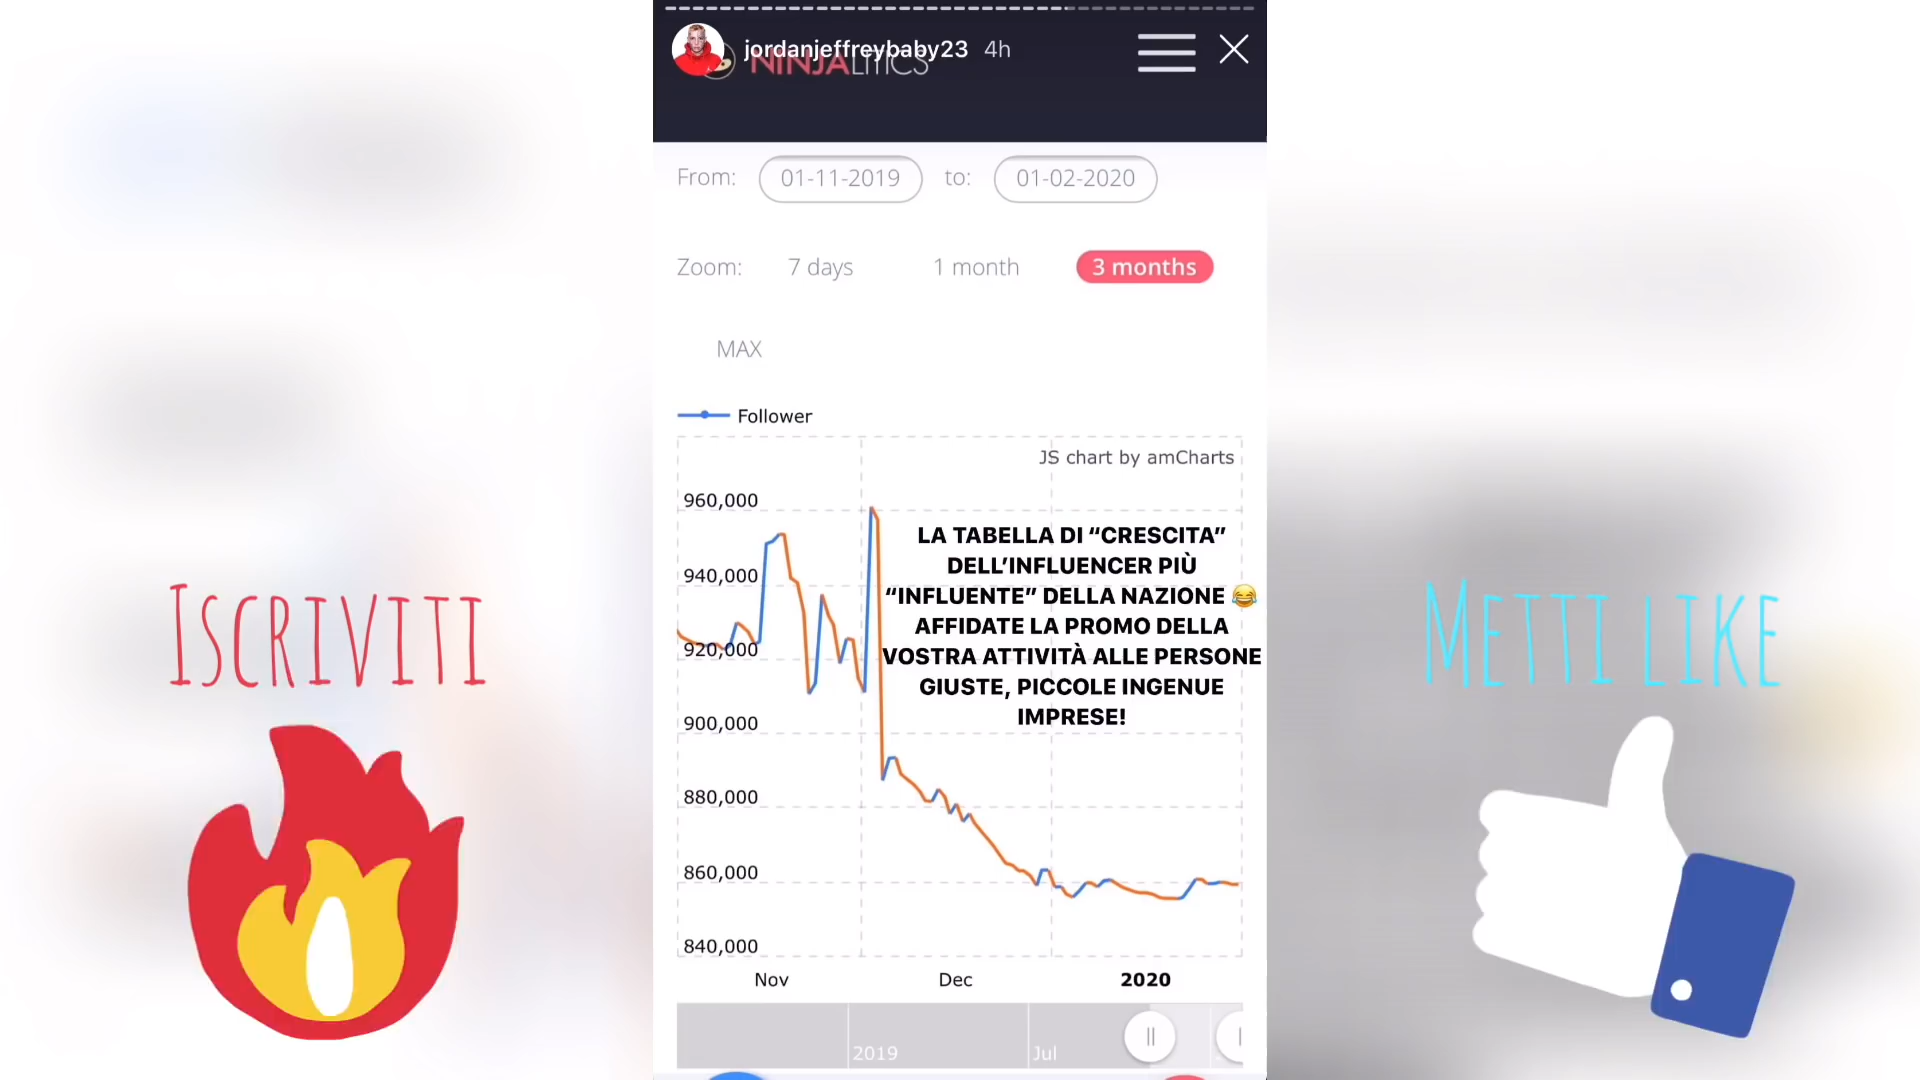 jordanjeffreybaby23 4h
NINJALITICS
From: 01-11-2019 to: 01-02-2020
Zoom: 7 days 1 month 3 months
MAX
Follower
JS chart by amCharts
960,000
940,000
920,000
900,000
880,000
860,000
840,000
LA TABELLA DI “CRESCITA”
DELL’INFLUENCER PIÙ
“INFLUENTE” DELLA NAZIONE 😂
AFFIDATE LA PROMO DELLA
VOSTRA ATTIVITÀ ALLE PERSONE
GIUSTE, PICCOLE INGENUE
IMPRESE!
Nov Dec 2020
2019 Jul
ISCRIVITI
METTI LIKE